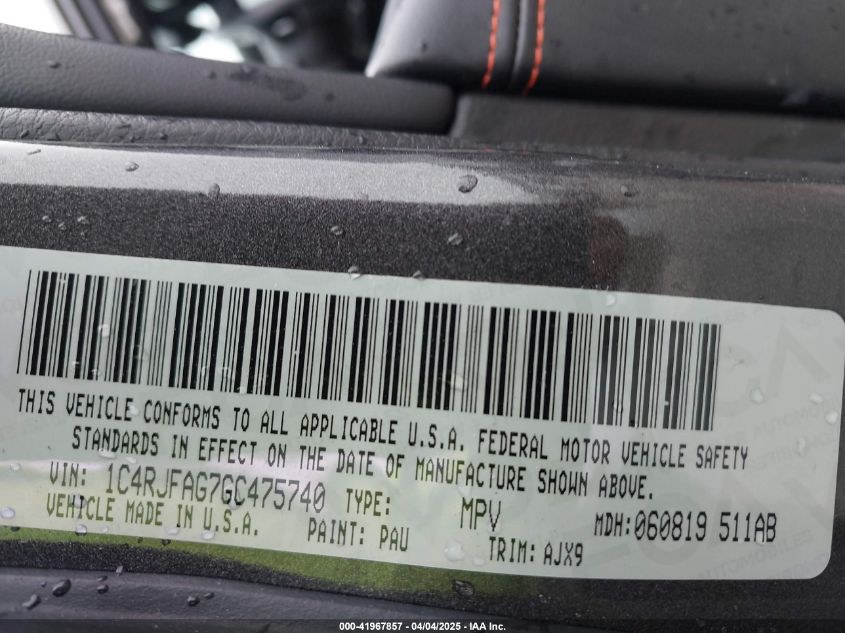 THIS VEHICLE CONFORMS TO ALL APPLICABLE U.S.A. FEDERAL MOTOR VEHICLE SAFETY
STANDARDS IN EFFECT ON THE DATE OF MANUFACTURE SHOWN ABOVE.
VIN: 1C4RJFAG7GC475740 TYPE: MPV MDH:060819 511AB
VEHICLE MADE IN U.S.A. PAINT: PAU TRIM: AJX9
000-41967857 - 04/04/2025 - IAA Inc.